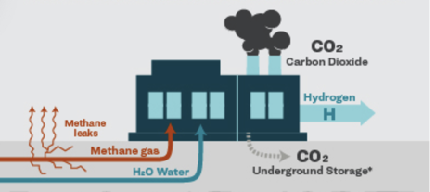 CO₂
Carbon Dioxide
Hydrogen
H
Methane
leaks
Methane gas
H₂O Water
CO₂
Underground Storage*